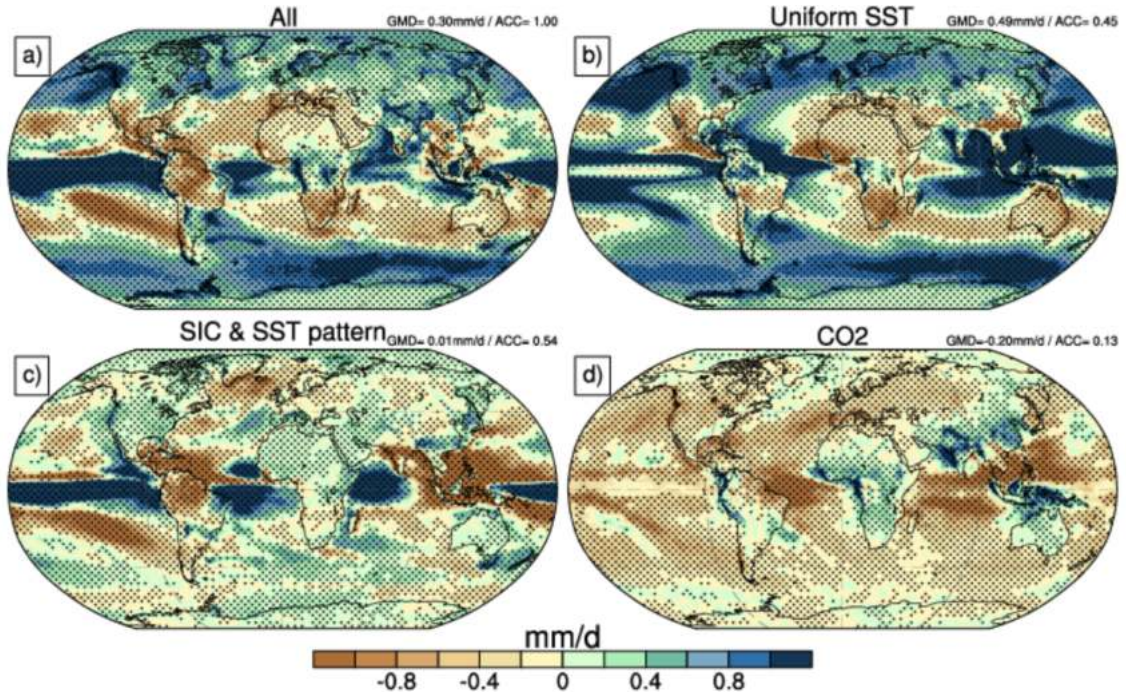 All GMD= 0.30mm/d / ACC= 1.00
a)
Uniform SST GMD= 0.49mm/d / ACC= 0.45
b)
SIC & SST pattern GMD= 0.01mm/d / ACC= 0.54
c)
CO2 GMD=-0.20mm/d / ACC= 0.13
d)
mm/d
-0.8 -0.4 0 0.4 0.8